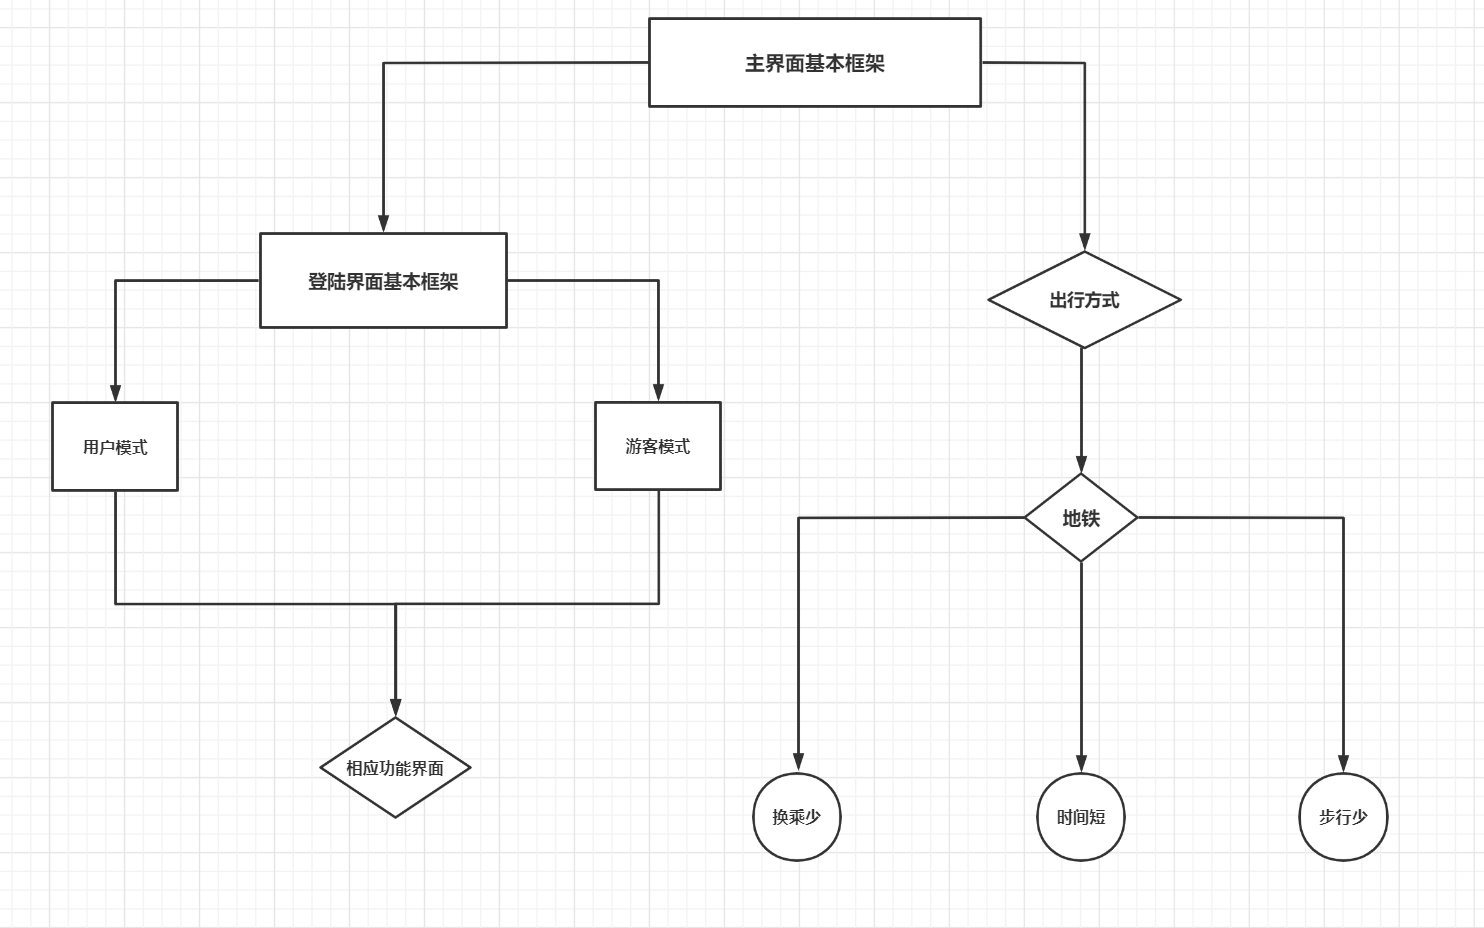 主界面基本框架
登陆界面基本框架
出行方式
用户模式
游客模式
地铁
相应功能界面
换乘少
时间短
步行少